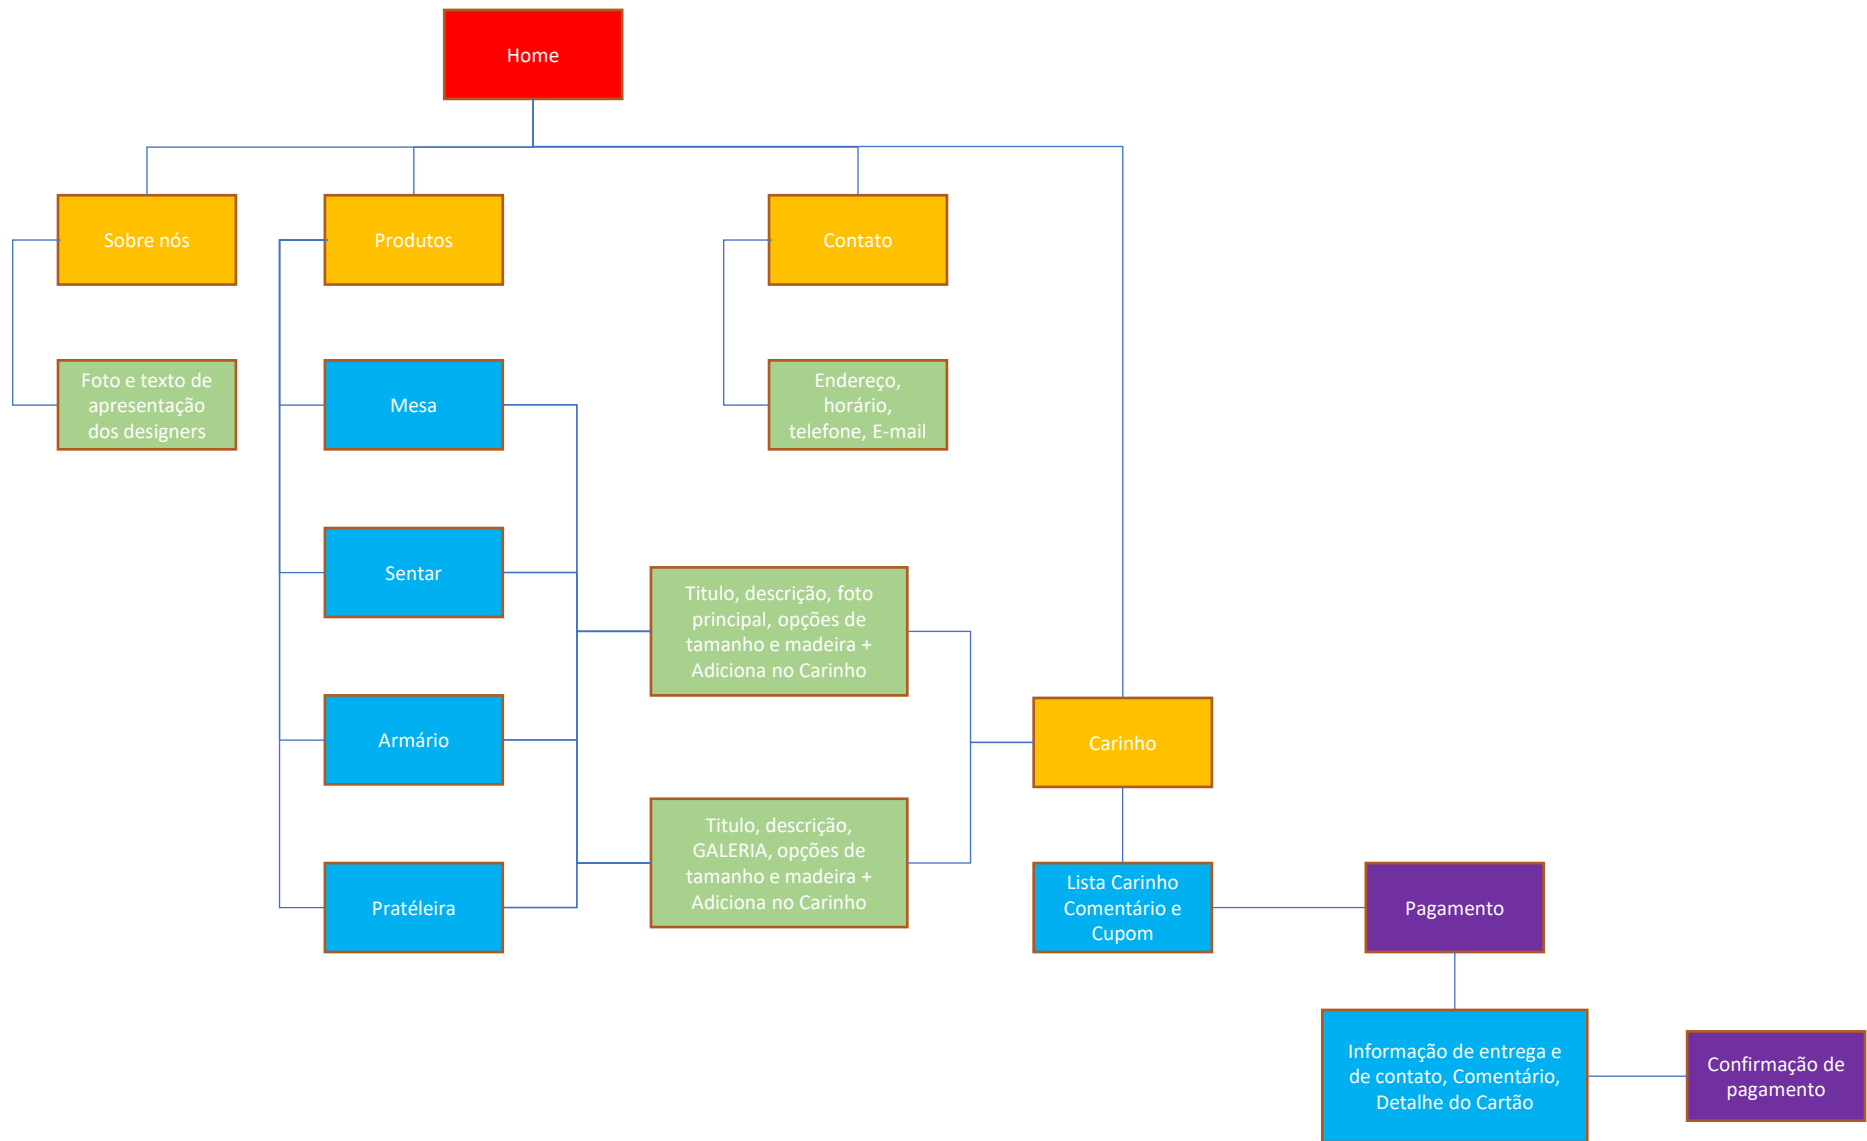 Home
Sobre nós
Produtos
Contato
Foto e texto de
apresentação
dos designers
Mesa
Endereço,
horário,
telefone, E-mail
Sentar
Titulo, descrição, foto
principal, opções de
tamanho e madeira +
Adiciona no Carinho
Armário
Carinho
Titulo, descrição,
GALERIA, opções de
tamanho e madeira +
Adiciona no Carinho
Pratéleira
Lista Carinho
Comentário e
Cupom
Pagamento
Informação de entrega e
de contato, Comentário,
Detalhe do Cartão
Confirmação de
pagamento